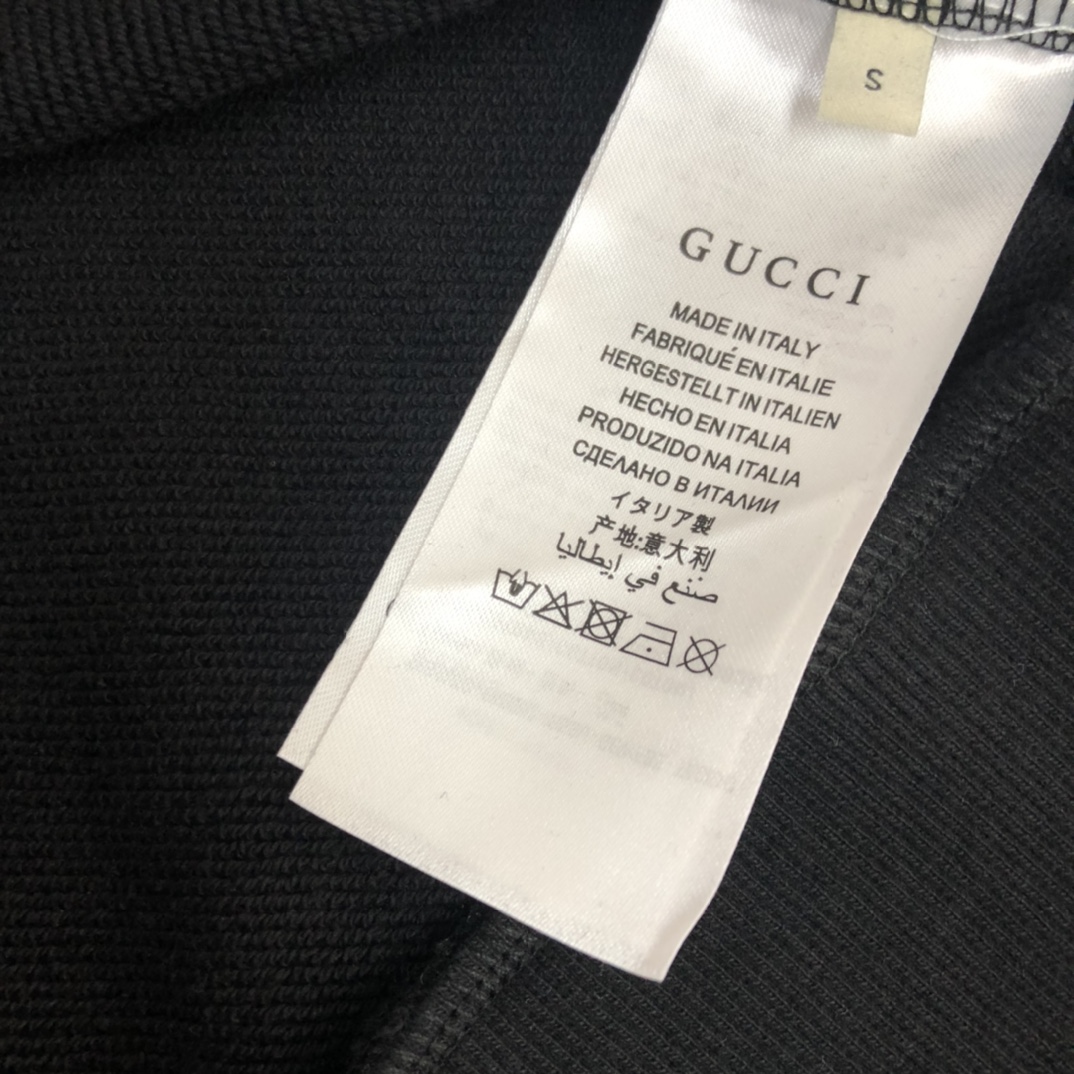 S
GUCCI
MADE IN ITALY
FABRIQUÉ EN ITALIE
HERGESTELLT IN ITALIEN
HECHO EN ITALIA
PRODUZIDO NA ITALIA
СДЕЛАНО В ИТАЛИИ
イタリア製
产地:意大利
صنع في إيطاليا